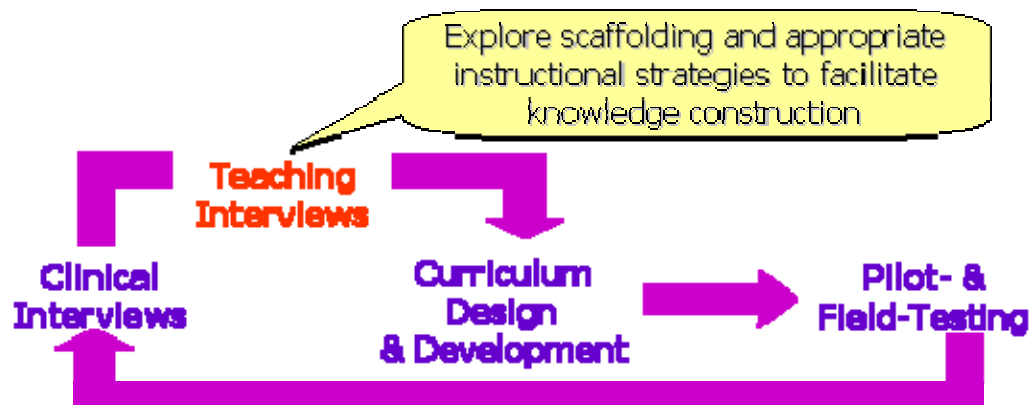 Explore scaffolding and appropriate
instructional strategies to facilitate
knowledge construction
Teaching
Interviews
Clinical
Interviews
Curriculum
Design
& Development
Pilot- &
Field-Testing